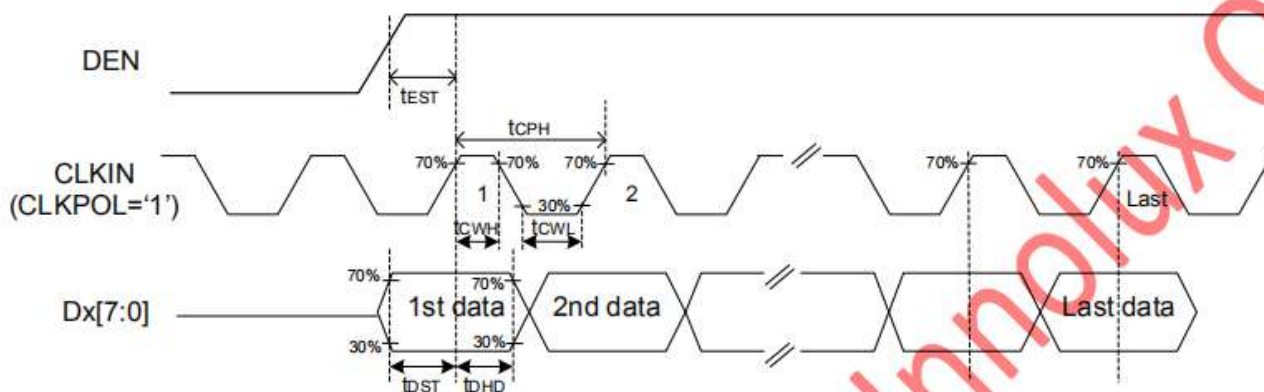 DEN
tEST
tCPH
70% 70% 70% 70% 70%
CLKIN
(CLKPOL='1')
1 2 Last
30%
tCWH tCWL
70% 70%
Dx[7:0]
1st data 2nd data Last data
30% 30%
tDST tDHD
Innolux